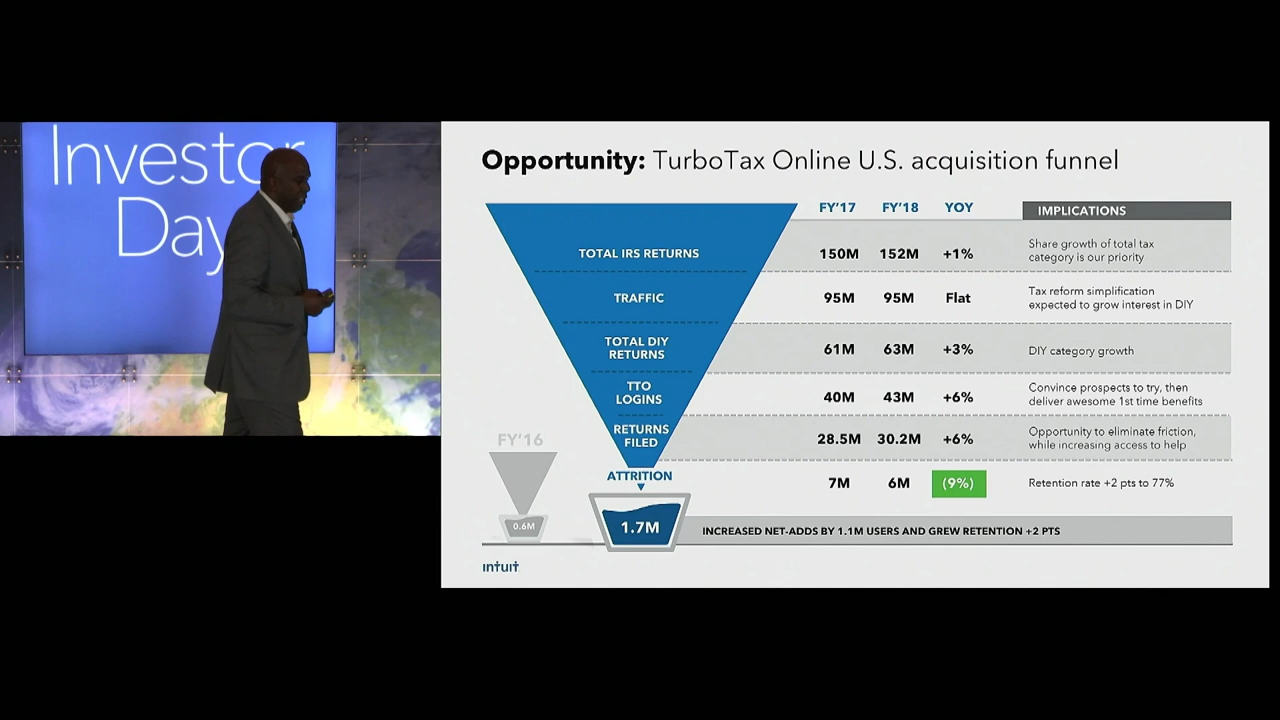 Investor
Day
Opportunity: TurboTax Online U.S. acquisition funnel
FY'17 FY'18 YOY IMPLICATIONS
TOTAL IRS RETURNS 150M 152M +1% Share growth of total tax
category is our priority
TRAFFIC 95M 95M Flat Tax reform simplification
expected to grow interest in DIY
TOTAL DIY
RETURNS 61M 63M +3% DIY category growth
TTO
LOGINS 40M 43M +6% Convince prospects to try, then
deliver awesome 1st time benefits
RETURNS
FILED 28.5M 30.2M +6% Opportunity to eliminate friction,
while increasing access to help
ATTRITION 7M 6M (9%) Retention rate +2 pts to 77%
FY'16
0.6M
1.7M
INCREASED NET-ADDS BY 1.1M USERS AND GREW RETENTION +2 PTS
intuit